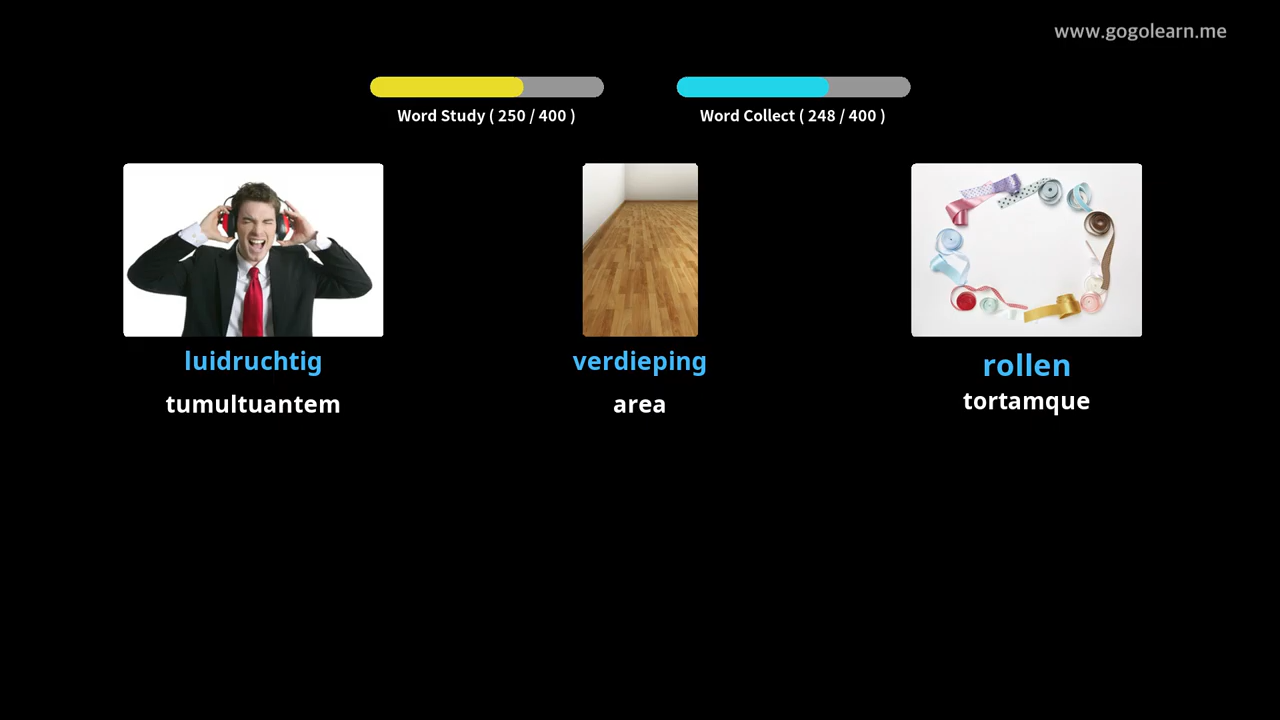 www.gogolearn.me
Word Study ( 250 / 400 )
Word Collect ( 248 / 400 )
luidruchtig
tumultuantem
verdieping
area
rollen
tortamque